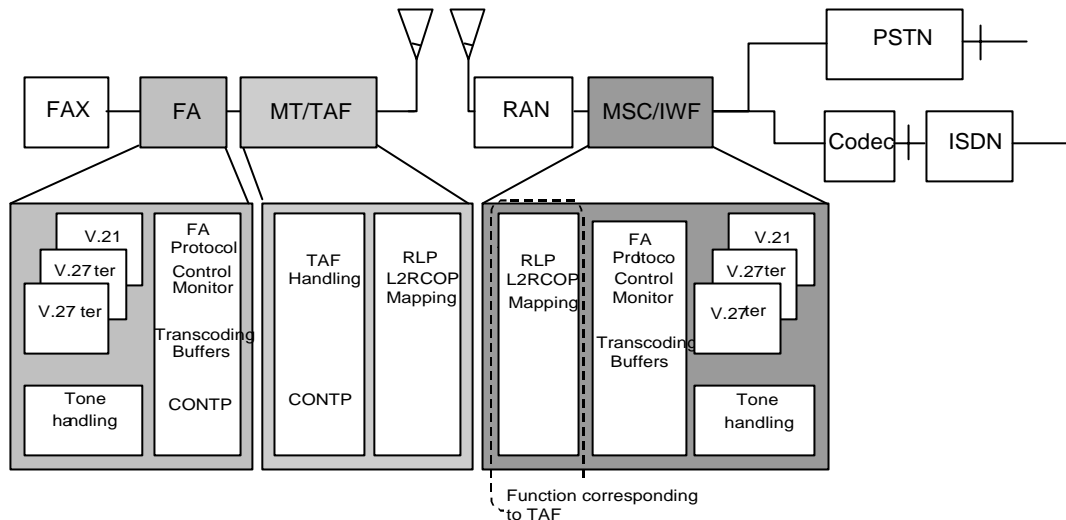 PSTN
FAX
FA
MT/TAF
RAN
MSC/IWF
Codec
ISDN
V.21
V.27 ter
V.27 ter
Tone
handling
FA
Protocol
Control
Monitor
Transcoding
Buffers
CONTP
TAF
Handling
CONTP
RLP
L2RCOP
Mapping
RLP
L2RCOP
Mapping
FA
Protoco
Control
Monitor
Transcoding
Buffers
V.21
V.27ter
V.27ter
Tone
handling
Function corresponding
to TAF